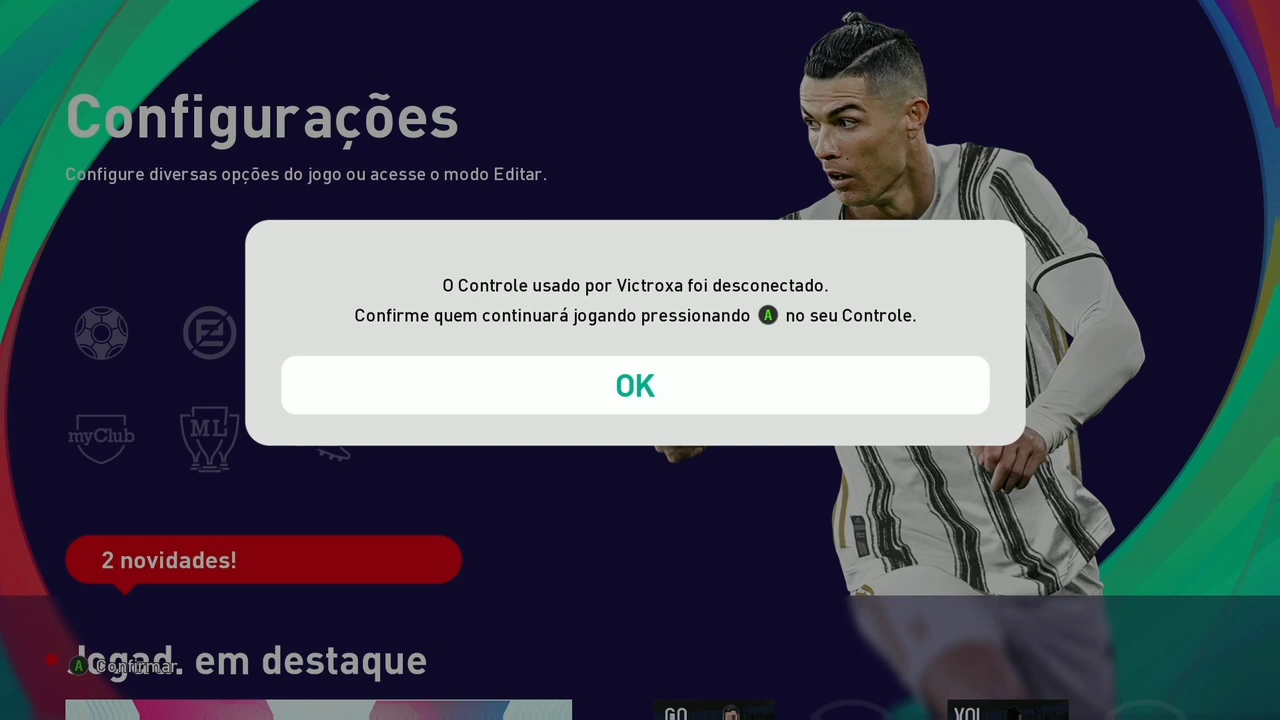 Configurações
Configure diversas opções do jogo ou acesse o modo Editar.
O Controle usado por Victroxa foi desconectado.
Confirme quem continuará jogando pressionando A no seu Controle.
OK
myClub
ML
2 novidades!
Jogad. em destaque
A Confirmar
GO